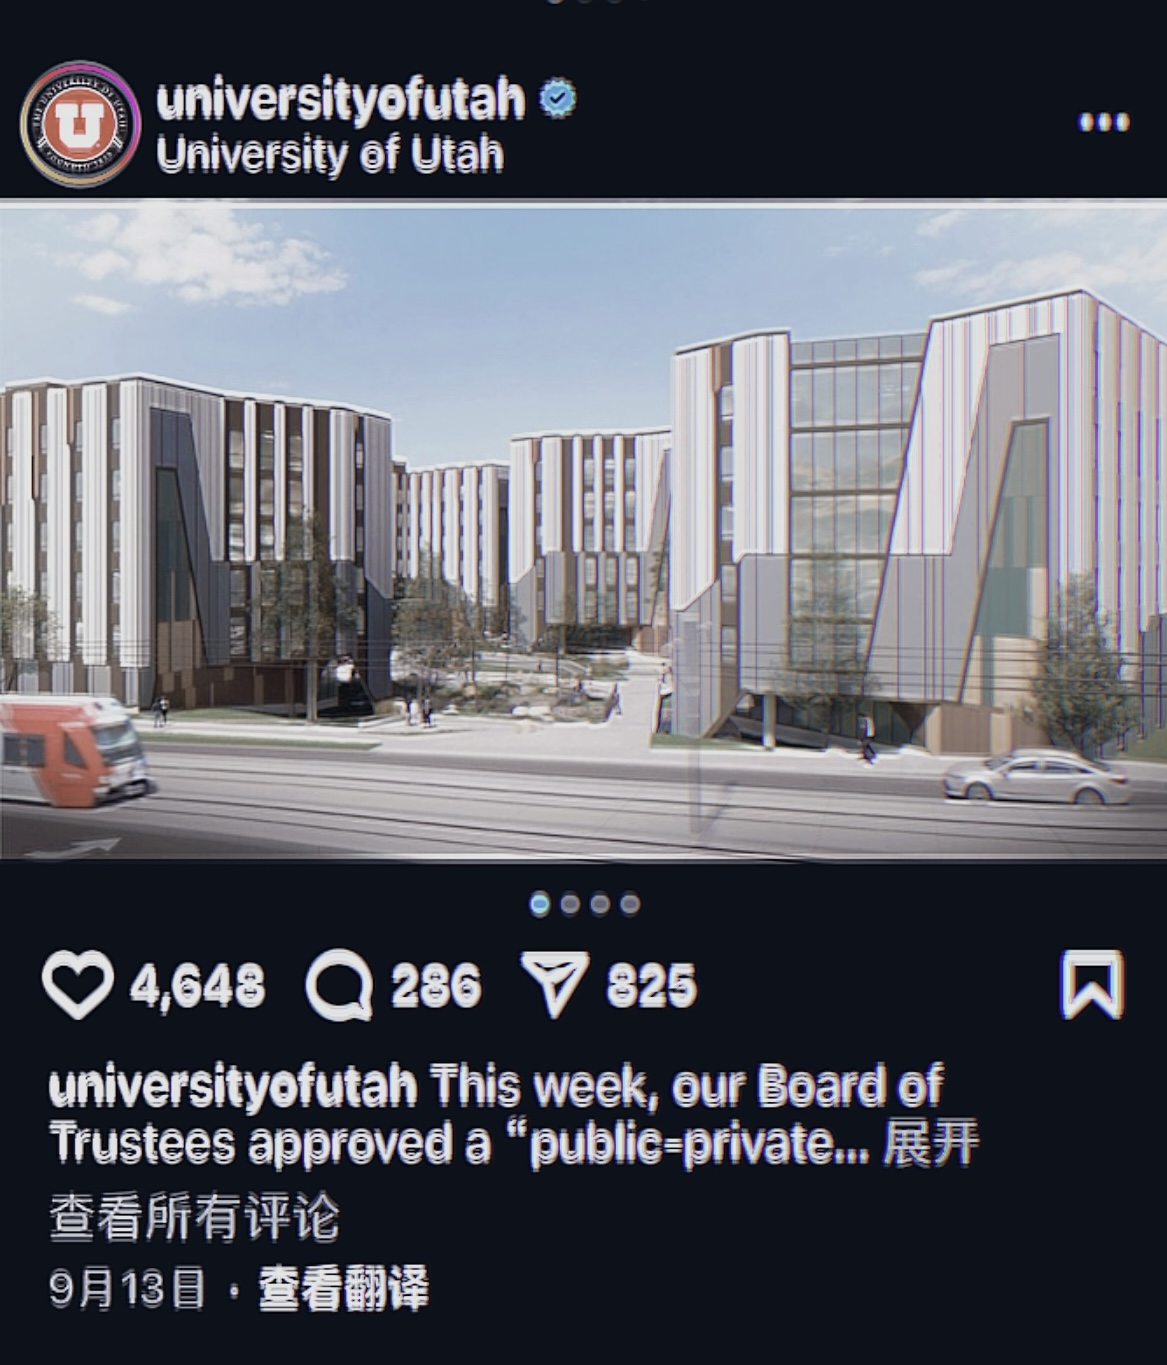 universityofutah
University of Utah
4,648 286 825
universityofutah This week, our Board of
Trustees approved a “public-private... 展开
查看所有评论
9月13日 · 查看翻译